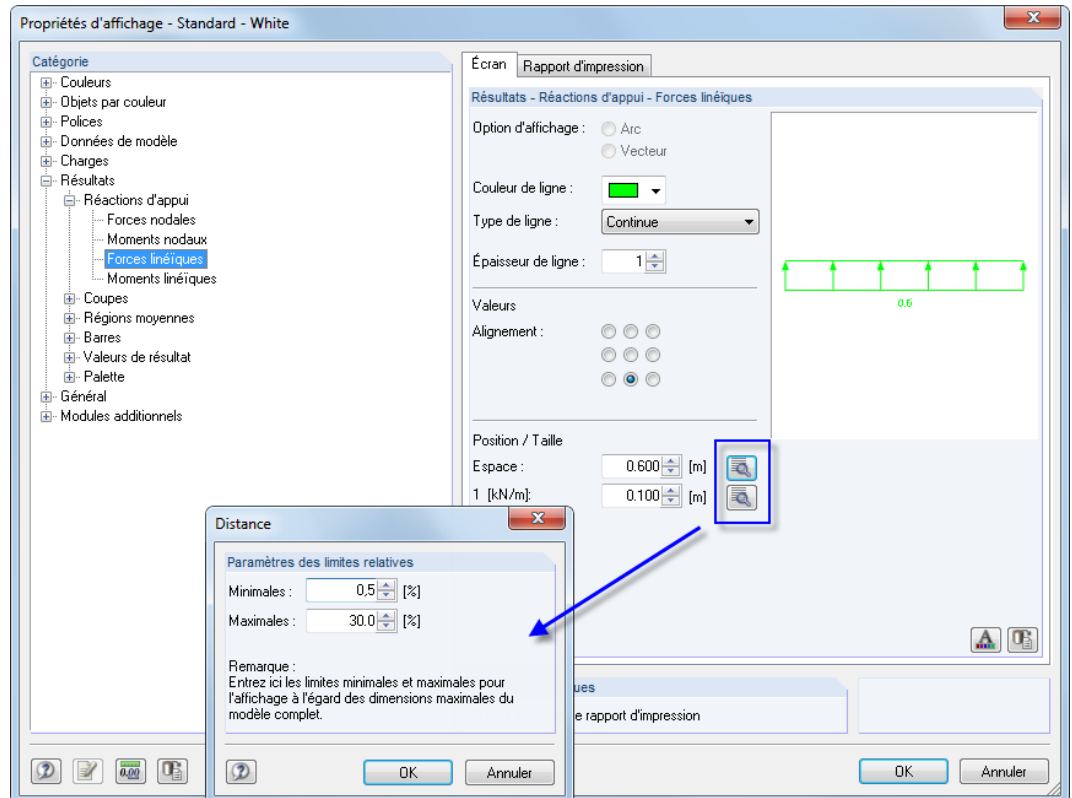 Propriétés d'affichage - Standard - White
Catégorie
Couleurs
Objets par couleur
Polices
Données de modèle
Charges
Résultats
Réactions d'appui
Forces nodales
Moments nodaux
Forces linéïques
Moments linéïques
Coupes
Régions moyennes
Barres
Valeurs de résultat
Palette
Général
Modules additionnels
Écran
Rapport d'impression
Résultats - Réactions d'appui - Forces linéïques
Option d'affichage :
Arc
Vecteur
Couleur de ligne :
Type de ligne :
Continue
Épaisseur de ligne :
1
Valeurs
Alignement :
0.6
Position / Taille
Espace :
0.600
[m]
1 [kN/m]:
0.100
[m]
Distance
Paramètres des limites relatives
Minimales :
0,5
[%]
Maximales :
30.0
[%]
Remarque :
Entrez ici les limites minimales et maximales pour
l'affichage à l'égard des dimensions maximales du
modèle complet.
OK
Annuler
ues
e rapport d'impression
0.00
OK
Annuler